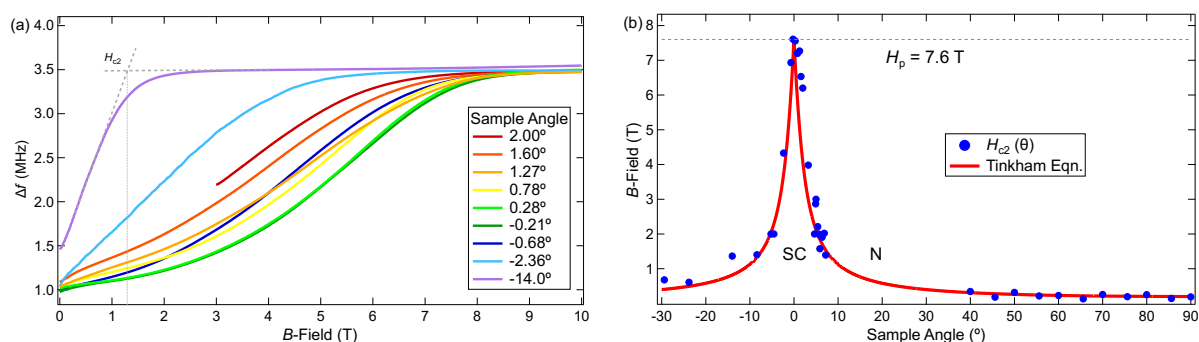 (a)
4.0
3.5
3.0
2.5
2.0
1.5
1.0
Δf (MHz)
Hc2
Sample Angle
2.00º
1.60º
1.27º
0.78º
0.28º
-0.21º
-0.68º
-2.36º
-14.0º
0 1 2 3 4 5 6 7 8 9 10
B-Field (T)
(b)
8
7
6
5
4
3
2
1
B-Field (T)
Hp = 7.6 T
Hc2 (θ)
Tinkham Eqn.
SC N
-30 -20 -10 0 10 20 30 40 50 60 70 80 90
Sample Angle (º)